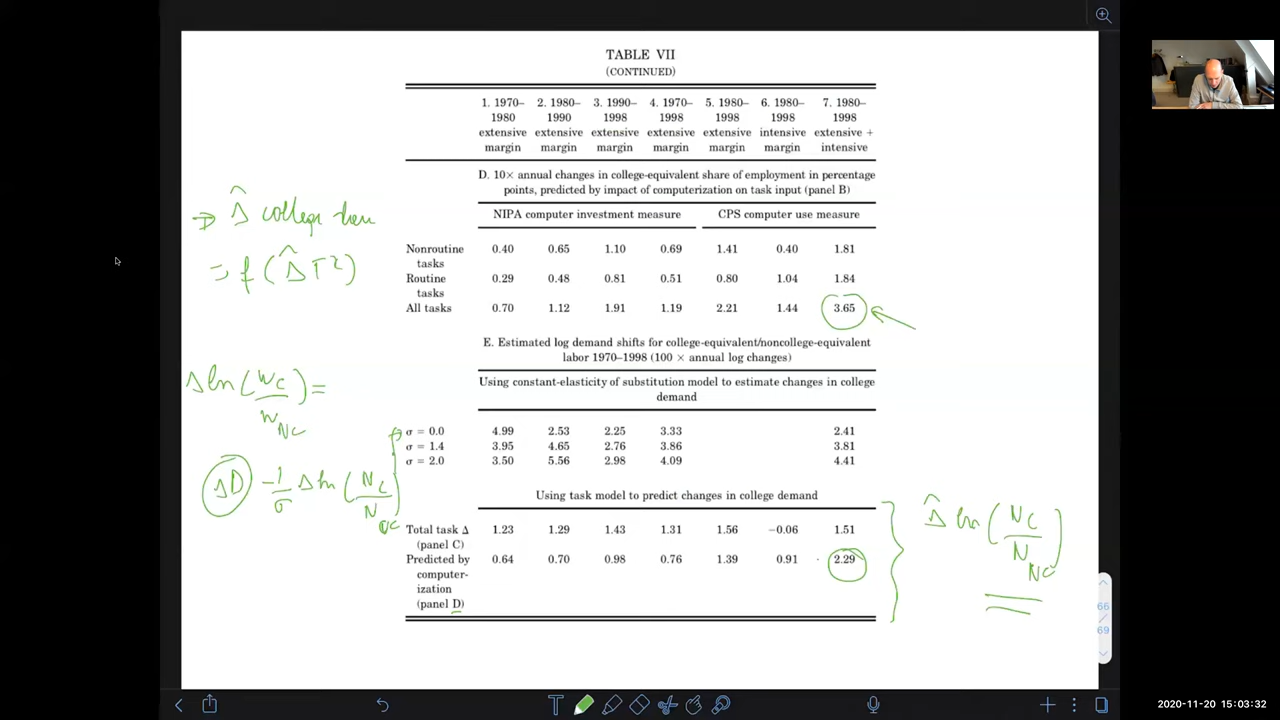 TABLE VII
(CONTINUED)
1. 1970– 2. 1980– 3. 1990– 4. 1970– 5. 1980– 6. 1980– 7. 1980–
1980 1990 1998 1998 1998 1998 1998
extensive extensive extensive extensive extensive intensive extensive +
margin margin margin margin margin margin intensive
D. 10× annual changes in college-equivalent share of employment in percentage
points, predicted by impact of computerization on task input (panel B)
NIPA computer investment measure CPS computer use measure
Nonroutine 0.40 0.65 1.10 0.69 1.41 0.40 1.81
tasks
Routine 0.29 0.48 0.81 0.51 0.80 1.04 1.84
tasks
All tasks 0.70 1.12 1.91 1.19 2.21 1.44 3.65
E. Estimated log demand shifts for college-equivalent/noncollege-equivalent
labor 1970–1998 (100 × annual log changes)
Using constant-elasticity of substitution model to estimate changes in college
demand
σ = 0.0 4.99 2.53 2.25 3.33 2.41
σ = 1.4 3.95 4.65 2.76 3.86 3.81
σ = 2.0 3.50 5.56 2.98 4.09 4.41
Using task model to predict changes in college demand
Total task Δ 1.23 1.29 1.43 1.31 1.56 −0.06 1.51
(panel C)
Predicted by 0.64 0.70 0.98 0.76 1.39 0.91 2.29
computer-
ization
(panel D)
⇒ Δ̂ college
= f(Δ̂T2)
Δ ln(WC/WNC) =
ΔD −1/σ Δ ln(NC/NNC)
Δ̂ ln(NC/NNC)
66
/
69
2020-11-20 15:03:32